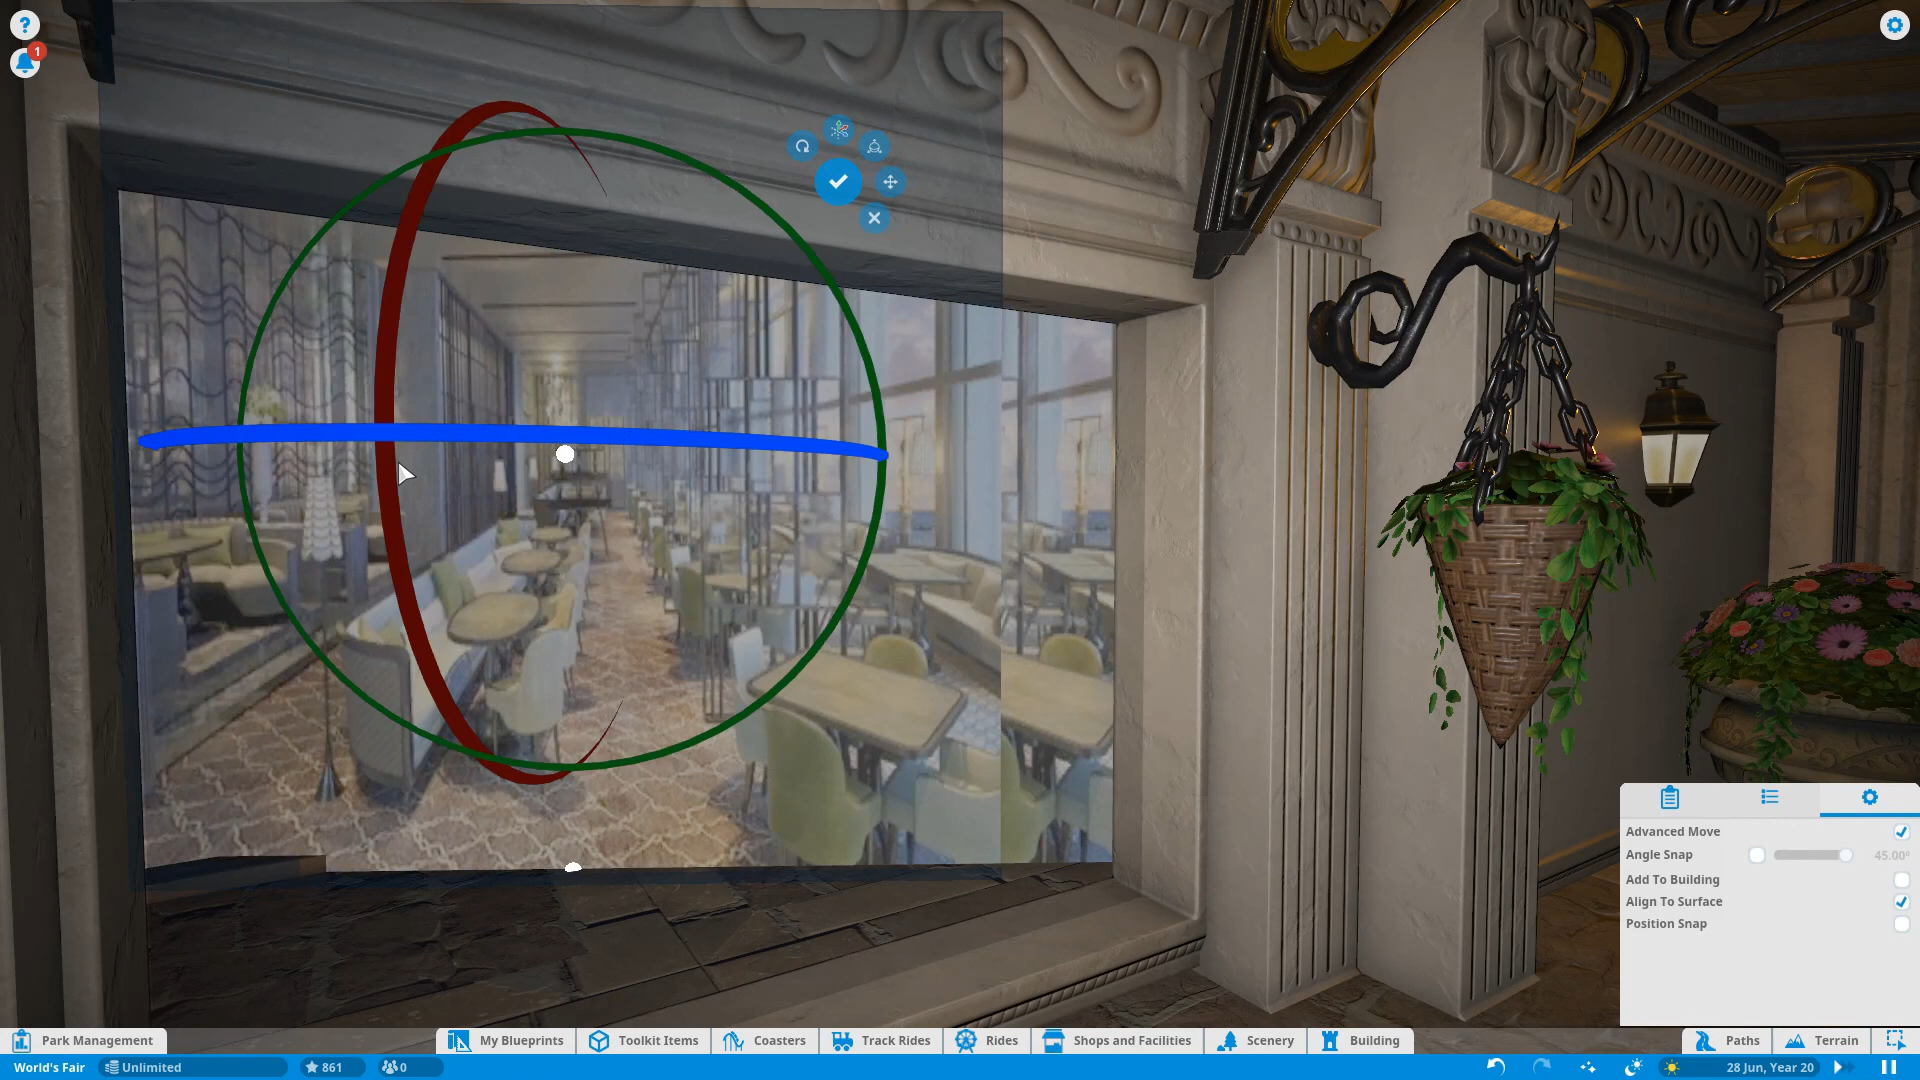 ?
1
Advanced Move
Angle Snap 45.00°
Add To Building
Align To Surface
Position Snap
Park Management My Blueprints Toolkit Items Coasters Track Rides Rides Shops and Facilities Scenery Building Paths Terrain
World's Fair Unlimited 861 0 28 Jun, Year 20